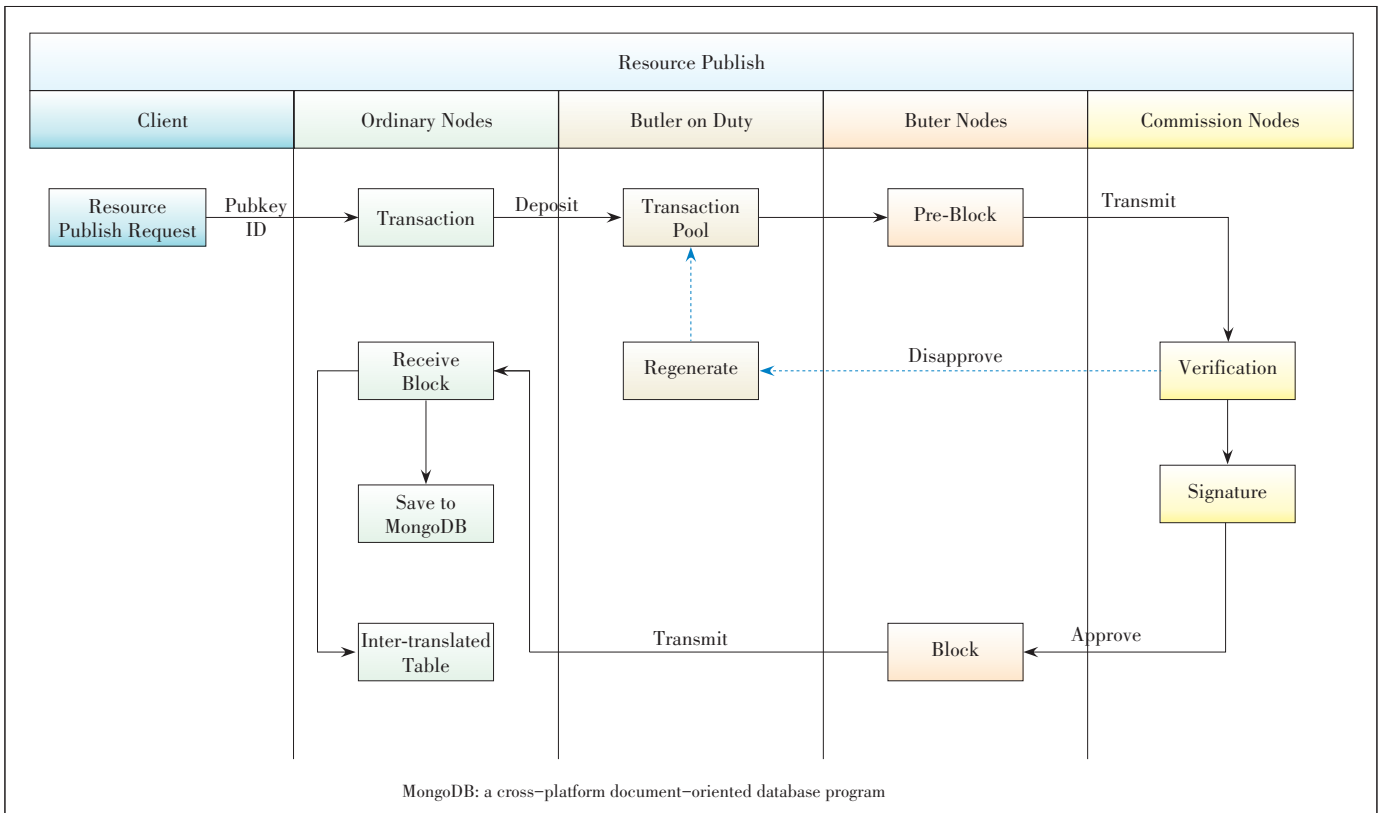 Resource Publish
Client
Ordinary Nodes
Butler on Duty
Buter Nodes
Commission Nodes
Resource
Publish Request
Pubkey
ID
Transaction
Deposit
Transaction
Pool
Pre-Block
Transmit
Receive
Block
Regenerate
Disapprove
Verification
Save to
MongoDB
Signature
Inter-translated
Table
Transmit
Block
Approve
MongoDB: a cross-platform document-oriented database program